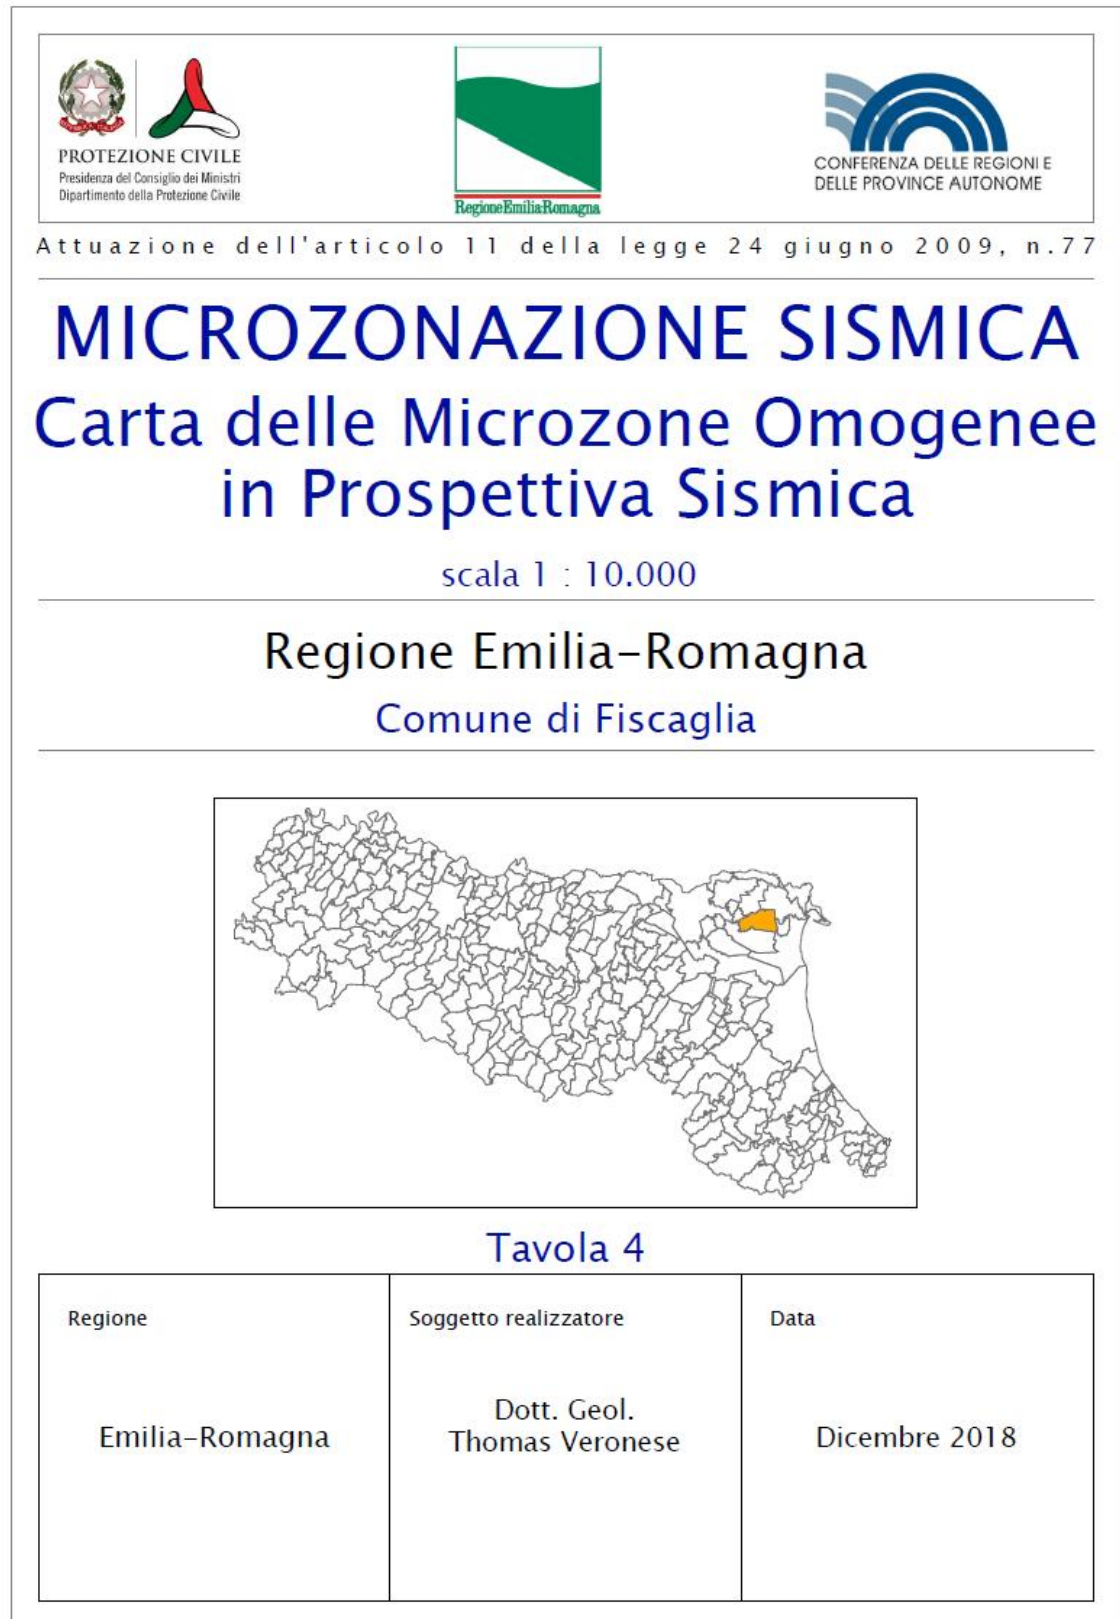 PROTEZIONE CIVILE
Presidenza del Consiglio dei Ministri
Dipartimento della Protezione Civile
RegioneEmiliaRomagna
CONFERENZA DELLE REGIONI E
DELLE PROVINCE AUTONOME
Attuazione dell'articolo 11 della legge 24 giugno 2009, n.77
MICROZONAZIONE SISMICA
Carta delle Microzone Omogenee
in Prospettiva Sismica
scala 1 : 10.000
Regione Emilia-Romagna
Comune di Fiscaglia
Tavola 4
Regione
Soggetto realizzatore
Data
Emilia-Romagna
Dott. Geol.
Thomas Veronese
Dicembre 2018